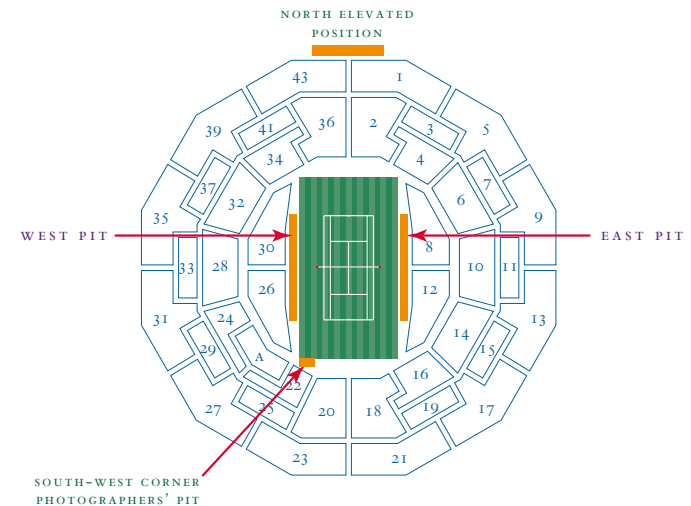 NORTH ELEVATED
POSITION
43 1
41 36 2 3
39 5
34 4
37 7
32 6
35 9
WEST PIT EAST PIT
30 8
33 28 10 11
26 12
31 24 13
14
29 A 15
16
22
25 20 18 19
27 17
23 21
SOUTH-WEST CORNER
PHOTOGRAPHERS' PIT